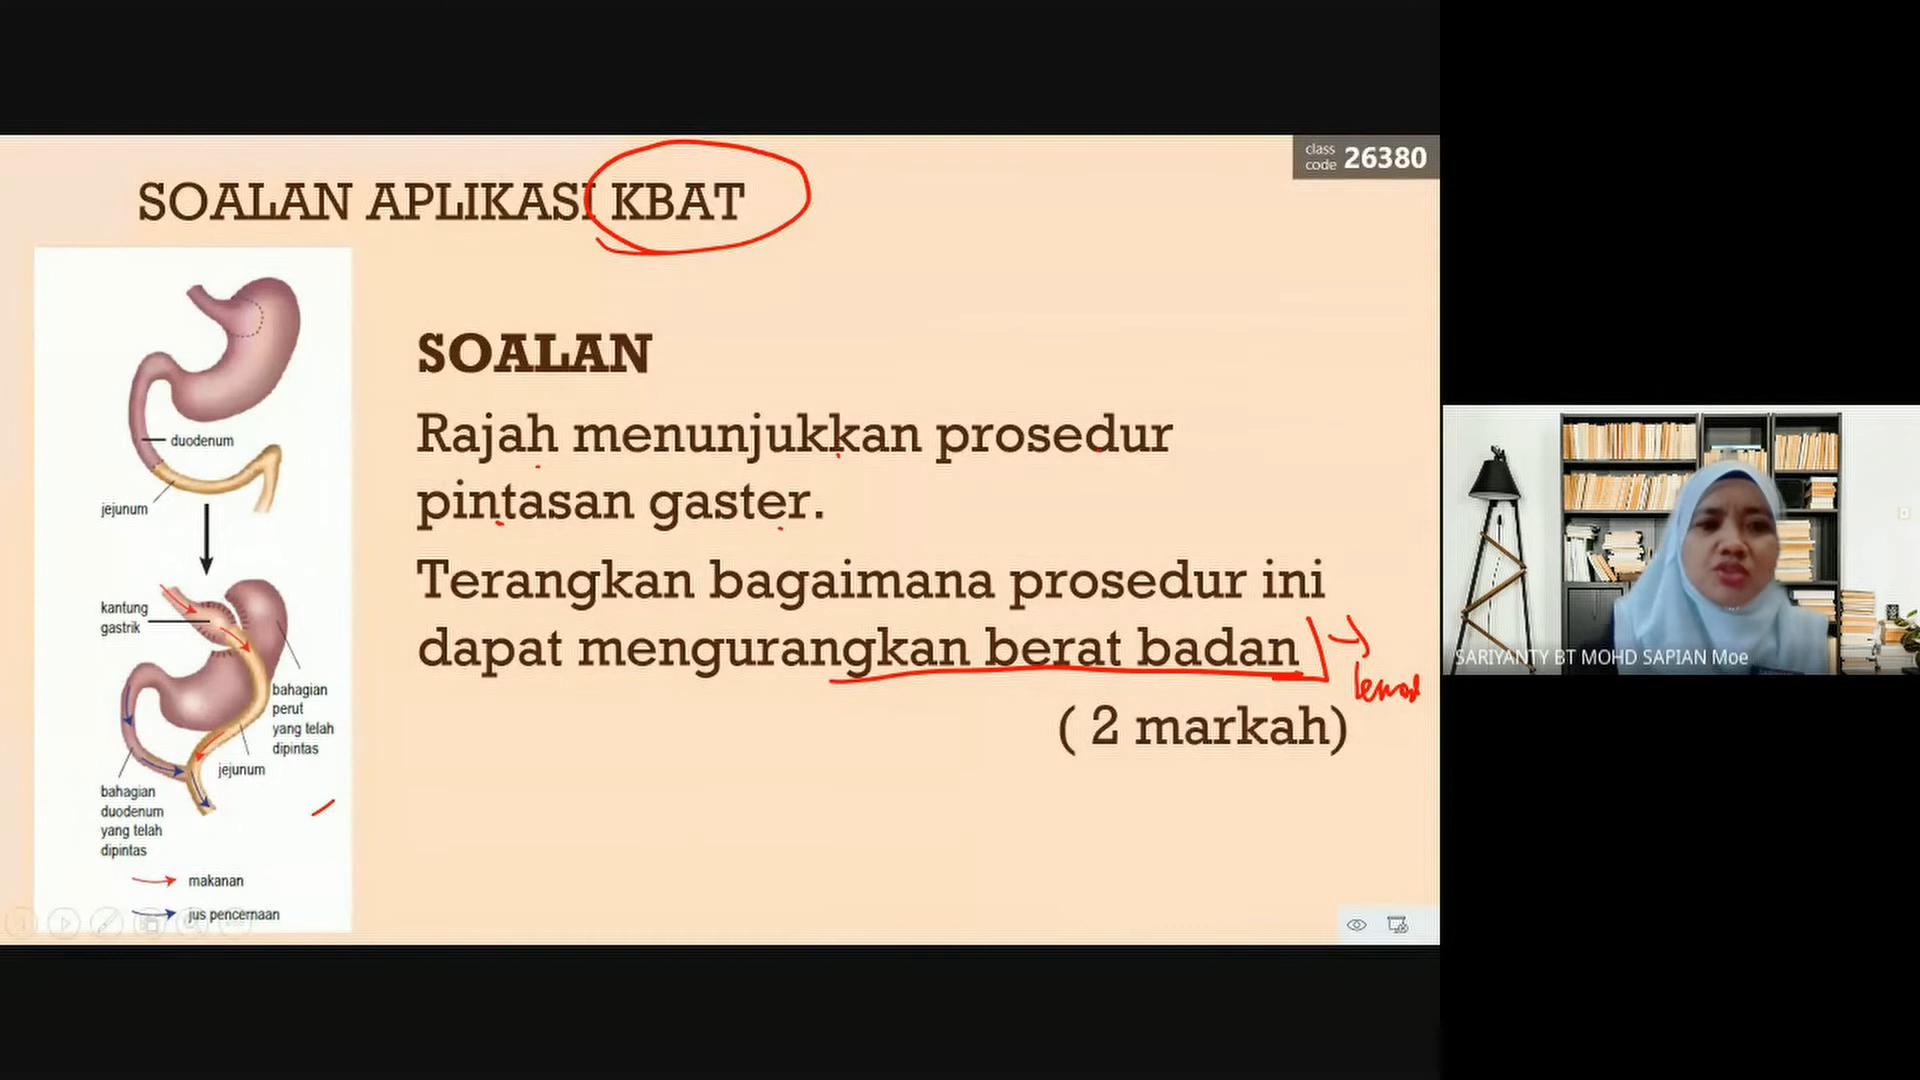 class
code 26380
SOALAN APLIKASI KBAT
duodenum
jejunum
kantung
gastrik
bahagian
perut
yang telah
dipintas
jejunum
bahagian
duodenum
yang telah
dipintas
makanan
jus pencernaan
SOALAN
Rajah menunjukkan prosedur
pintasan gaster.
Terangkan bagaimana prosedur ini
dapat mengurangkan berat badan
( 2 markah)
SARIYANTY BT MOHD SAPIAN Moe